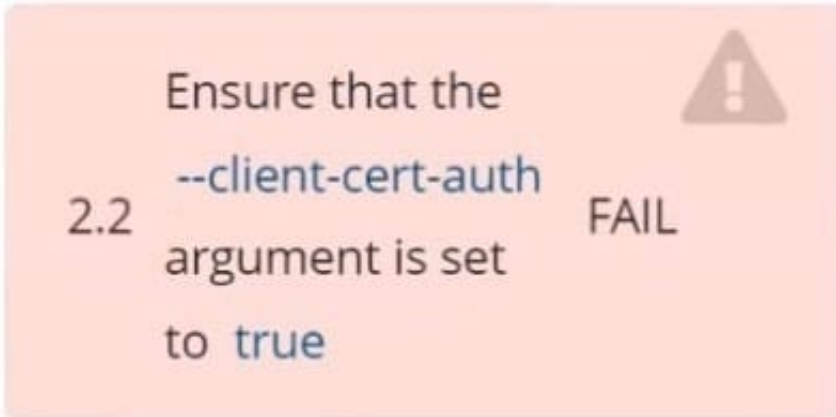 Ensure that the
--client-cert-auth
2.2 FAIL
argument is set
to true